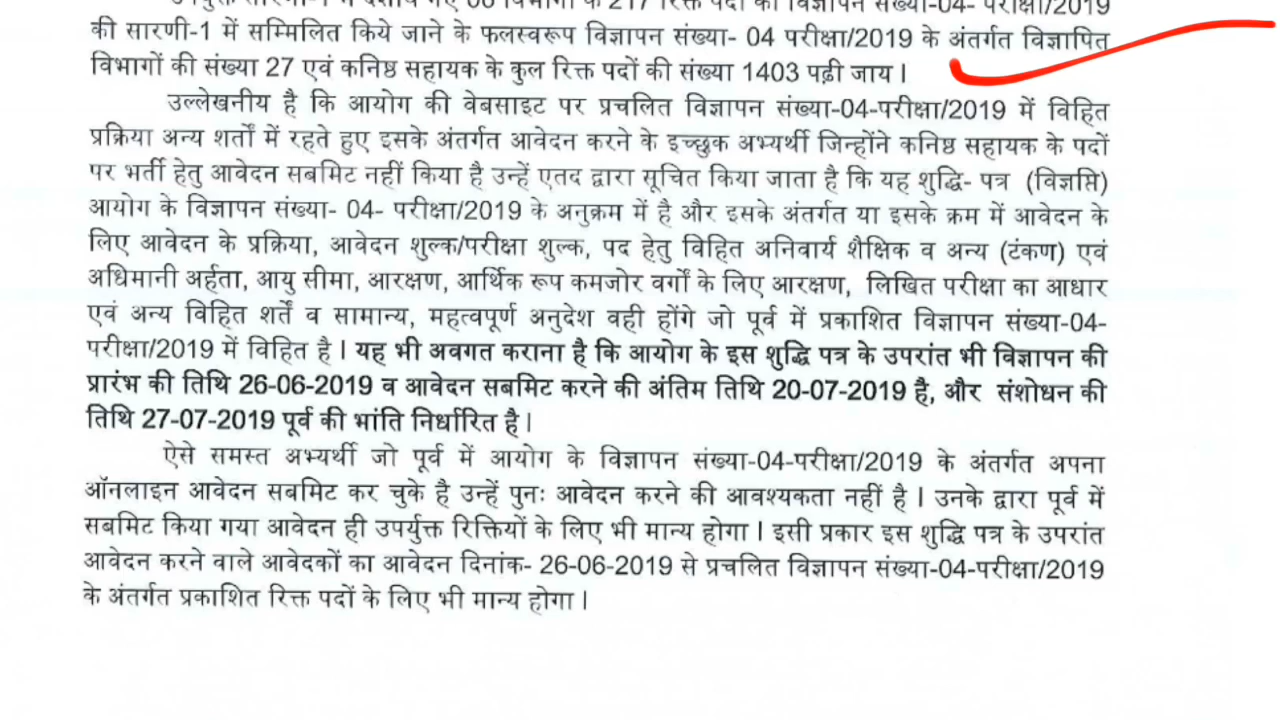 के 217 रिक्त पदों को विज्ञापन संख्या-04- परीक्षा/2019
की सारणी-1 में सम्मिलित किये जाने के फलस्वरूप विज्ञापन संख्या- 04 परीक्षा/2019 के अंतर्गत विज्ञापित
विभागों की संख्या 27 एवं कनिष्ठ सहायक के कुल रिक्त पदों की संख्या 1403 पढ़ी जाय।
उल्लेखनीय है कि आयोग की वेबसाइट पर प्रचलित विज्ञापन संख्या-04-परीक्षा/2019 में विहित
प्रक्रिया अन्य शर्तों में रहते हुए इसके अंतर्गत आवेदन करने के इच्छुक अभ्यर्थी जिन्होंने कनिष्ठ सहायक के पदों
पर भर्ती हेतु आवेदन सबमिट नहीं किया है उन्हें एतद द्वारा सूचित किया जाता है कि यह शुद्धि- पत्र (विज्ञप्ति)
आयोग के विज्ञापन संख्या- 04- परीक्षा/2019 के अनुक्रम में है और इसके अंतर्गत या इसके क्रम में आवेदन के
लिए आवेदन के प्रक्रिया, आवेदन शुल्क/परीक्षा शुल्क, पद हेतु विहित अनिवार्य शैक्षिक व अन्य (टंकण) एवं
अधिमानी अर्हता, आयु सीमा, आरक्षण, आर्थिक रूप कमजोर वर्गों के लिए आरक्षण, लिखित परीक्षा का आधार
एवं अन्य विहित शर्तें व सामान्य, महत्वपूर्ण अनुदेश वही होंगे जो पूर्व में प्रकाशित विज्ञापन संख्या-04-
परीक्षा/2019 में विहित है। यह भी अवगत कराना है कि आयोग के इस शुद्धि पत्र के उपरांत भी विज्ञापन की
प्रारंभ की तिथि 26-06-2019 व आवेदन सबमिट करने की अंतिम तिथि 20-07-2019 है, और संशोधन की
तिथि 27-07-2019 पूर्व की भांति निर्धारित है।
ऐसे समस्त अभ्यर्थी जो पूर्व में आयोग के विज्ञापन संख्या-04-परीक्षा/2019 के अंतर्गत अपना
ऑनलाइन आवेदन सबमिट कर चुके है उन्हें पुनः आवेदन करने की आवश्यकता नहीं है। उनके द्वारा पूर्व में
सबमिट किया गया आवेदन ही उपर्युक्त रिक्तियों के लिए भी मान्य होगा। इसी प्रकार इस शुद्धि पत्र के उपरांत
आवेदन करने वाले आवेदकों का आवेदन दिनांक- 26-06-2019 से प्रचलित विज्ञापन संख्या-04-परीक्षा/2019
के अंतर्गत प्रकाशित रिक्त पदों के लिए भी मान्य होगा।